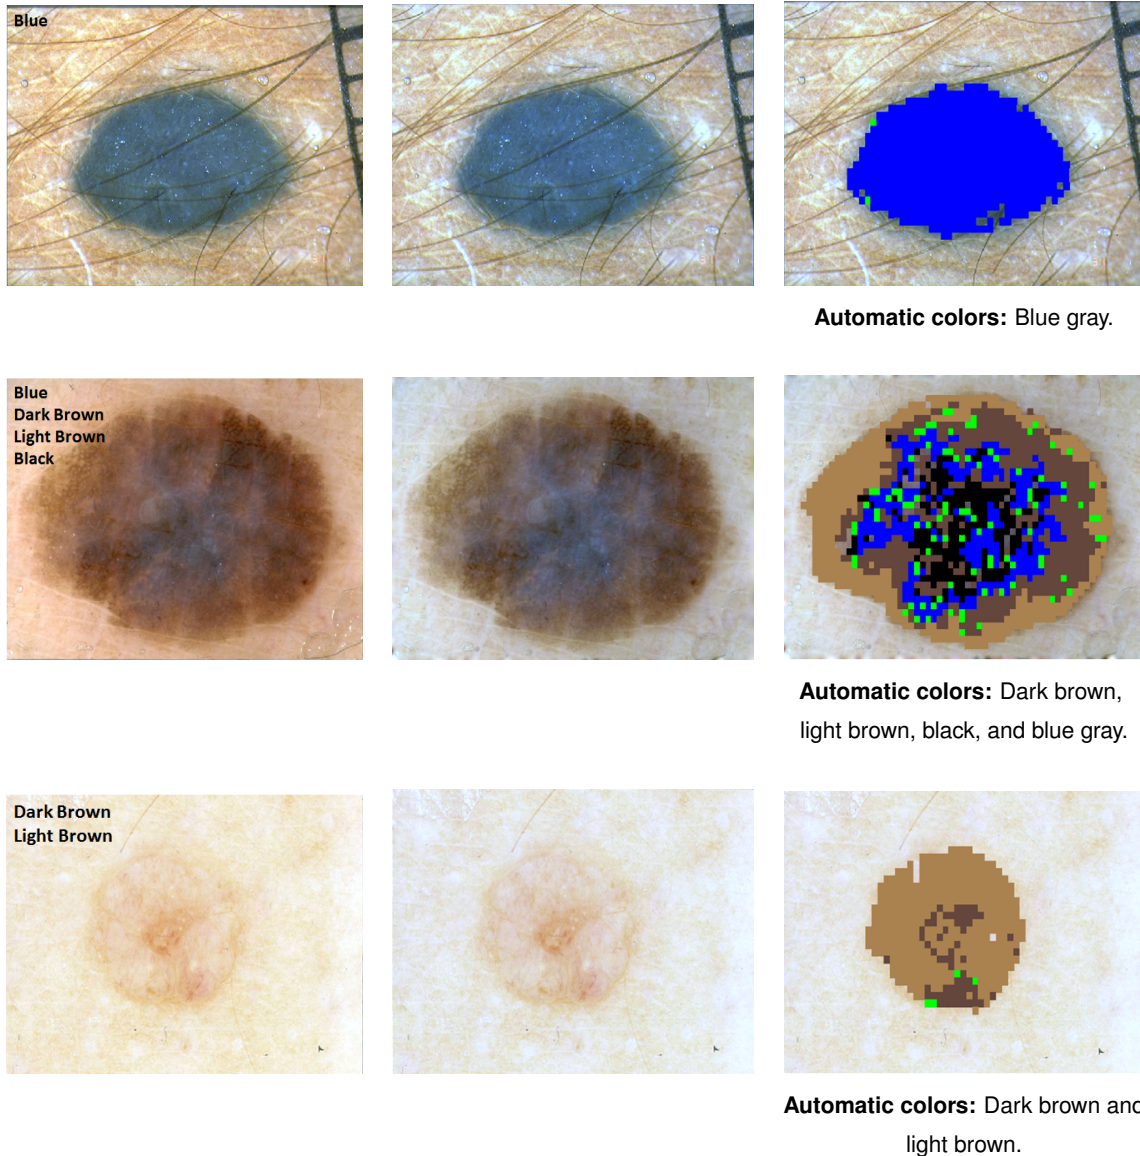 Blue
Automatic colors: Blue gray.
Blue
Dark Brown
Light Brown
Black
Automatic colors: Dark brown,
light brown, black, and blue gray.
Dark Brown
Light Brown
Automatic colors: Dark brown and
light brown.